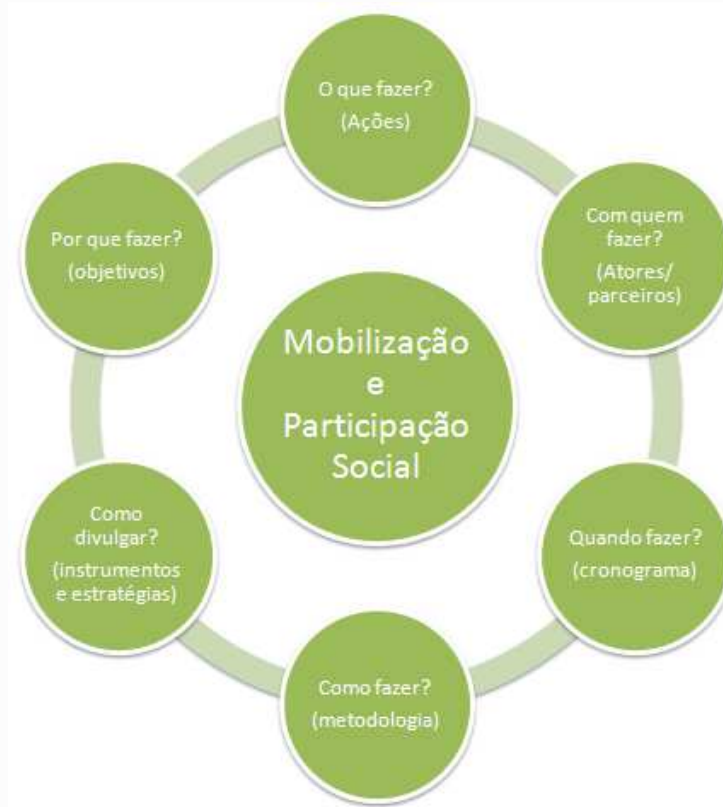 O que fazer?
(Ações)
Com quem
fazer?
(Atores/
parceiros)
Quando fazer?
(cronograma)
Como fazer?
(metodologia)
Como
divulgar?
(instrumentos
e estratégias)
Por que fazer?
(objetivos)
Mobilização
e
Participação
Social